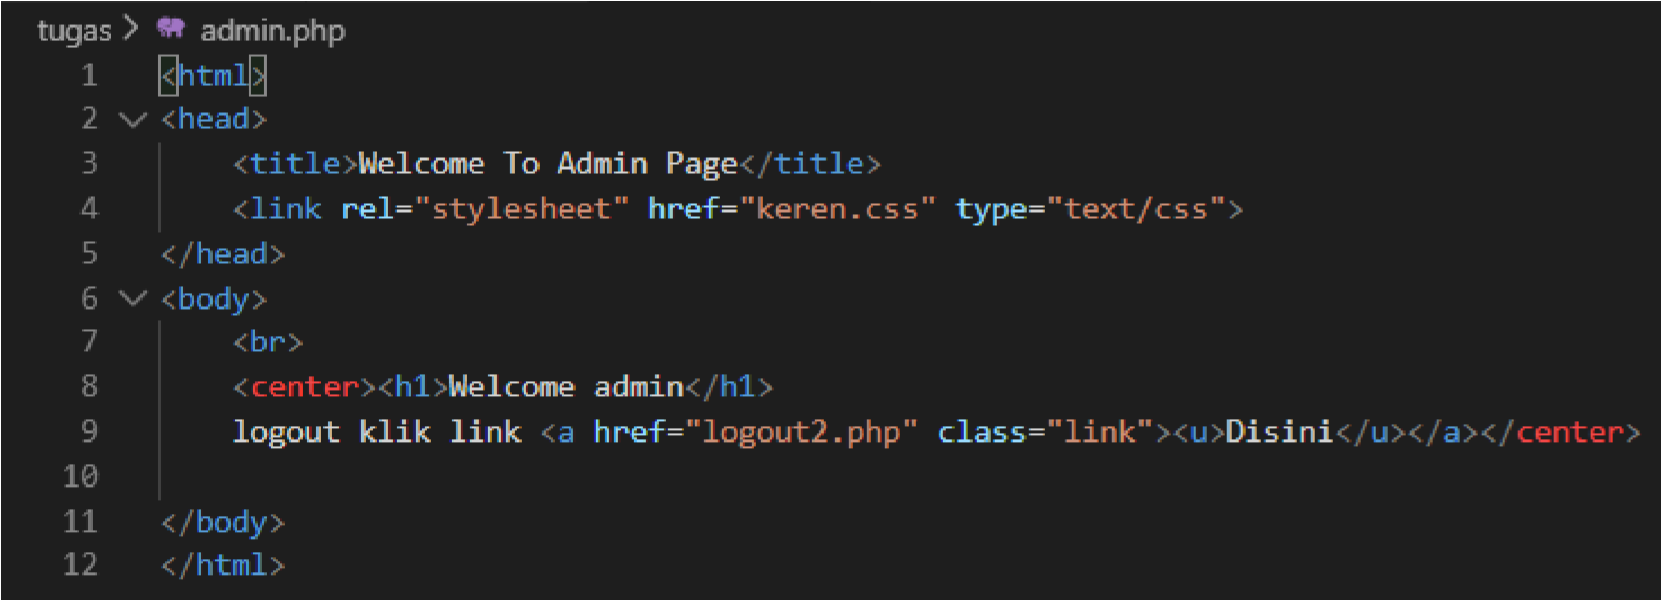 tugas > admin.php
1 <html>
2 <head>
3 <title>Welcome To Admin Page</title>
4 <link rel="stylesheet" href="keren.css" type="text/css">
5 </head>
6 <body>
7 <br>
8 <center><h1>Welcome admin</h1>
9 logout klik link <a href="logout2.php" class="link"><u>Disini</u></a></center>
10
11 </body>
12 </html>